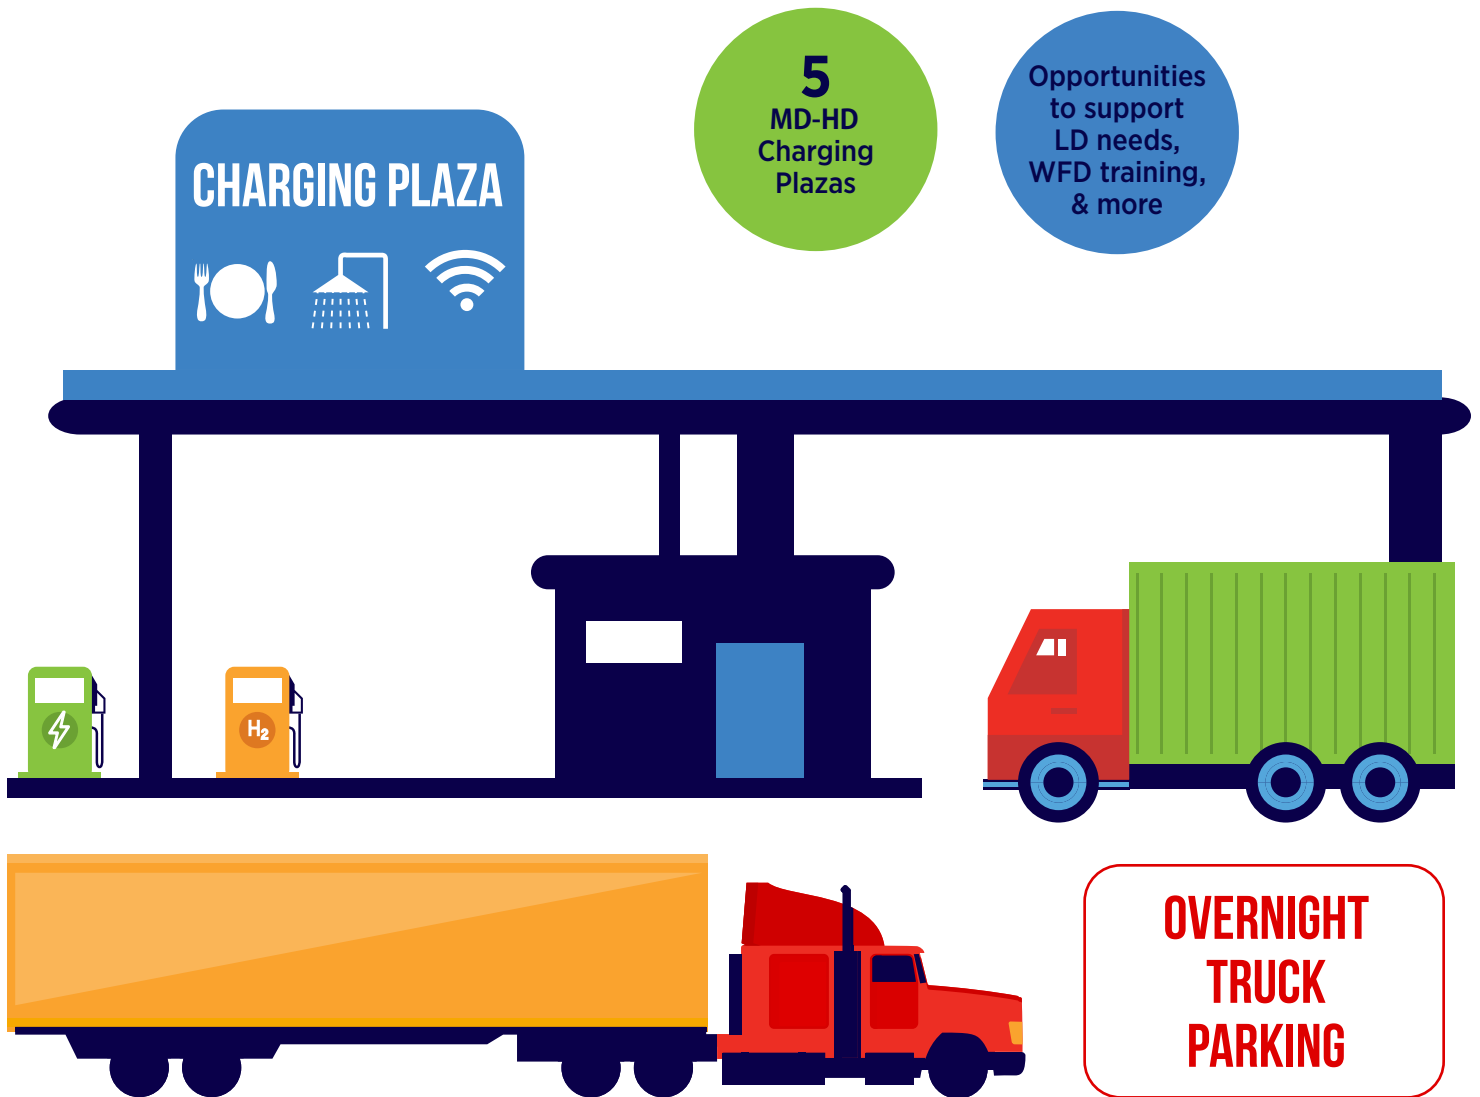 5
MD-HD
Charging
Plazas
Opportunities
to support
LD needs,
WFD training,
& more
CHARGING PLAZA
H₂
OVERNIGHT
TRUCK
PARKING